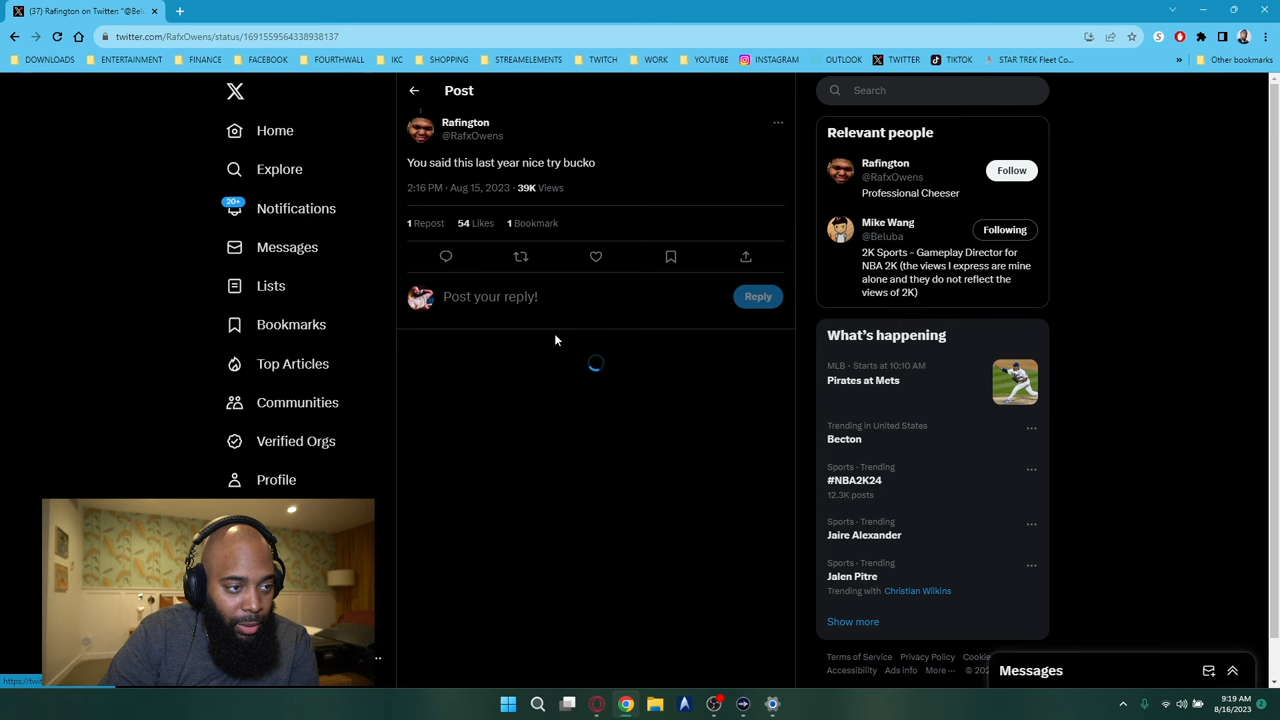 (37) Rafington on Twitter: "@Belu
twitter.com/RafxOwens/status/1691559564338938137
DOWNLOADS ENTERTAINMENT FINANCE FACEBOOK FOURTHWALL IKC SHOPPING STREAMELEMENTS TWITCH WORK YOUTUBE INSTAGRAM OUTLOOK TWITTER TIKTOK STAR TREK Fleet Co... » Other bookmarks
Home
Explore
20+
Notifications
Messages
Lists
Bookmarks
Top Articles
Communities
Verified Orgs
Profile
Post
Rafington
@RafxOwens
You said this last year nice try bucko
2:16 PM · Aug 15, 2023 · 39K Views
1 Repost 54 Likes 1 Bookmark
Post your reply!
Reply
Search
Relevant people
Rafington
@RafxOwens
Follow
Professional Cheeser
Mike Wang
@Beluba
Following
2K Sports - Gameplay Director for
NBA 2K (the views I express are mine
alone and they do not reflect the
views of 2K)
What's happening
MLB · Starts at 10:10 AM
Pirates at Mets
Trending in United States
Becton
Sports · Trending
#NBA2K24
12.3K posts
Sports · Trending
Jaire Alexander
Sports · Trending
Jalen Pitre
Trending with Christian Wilkins
Show more
Terms of Service Privacy Policy Cookie
Accessibility Ads info More ··· © 202
Messages
https://twit
9:19 AM
8/16/2023
2